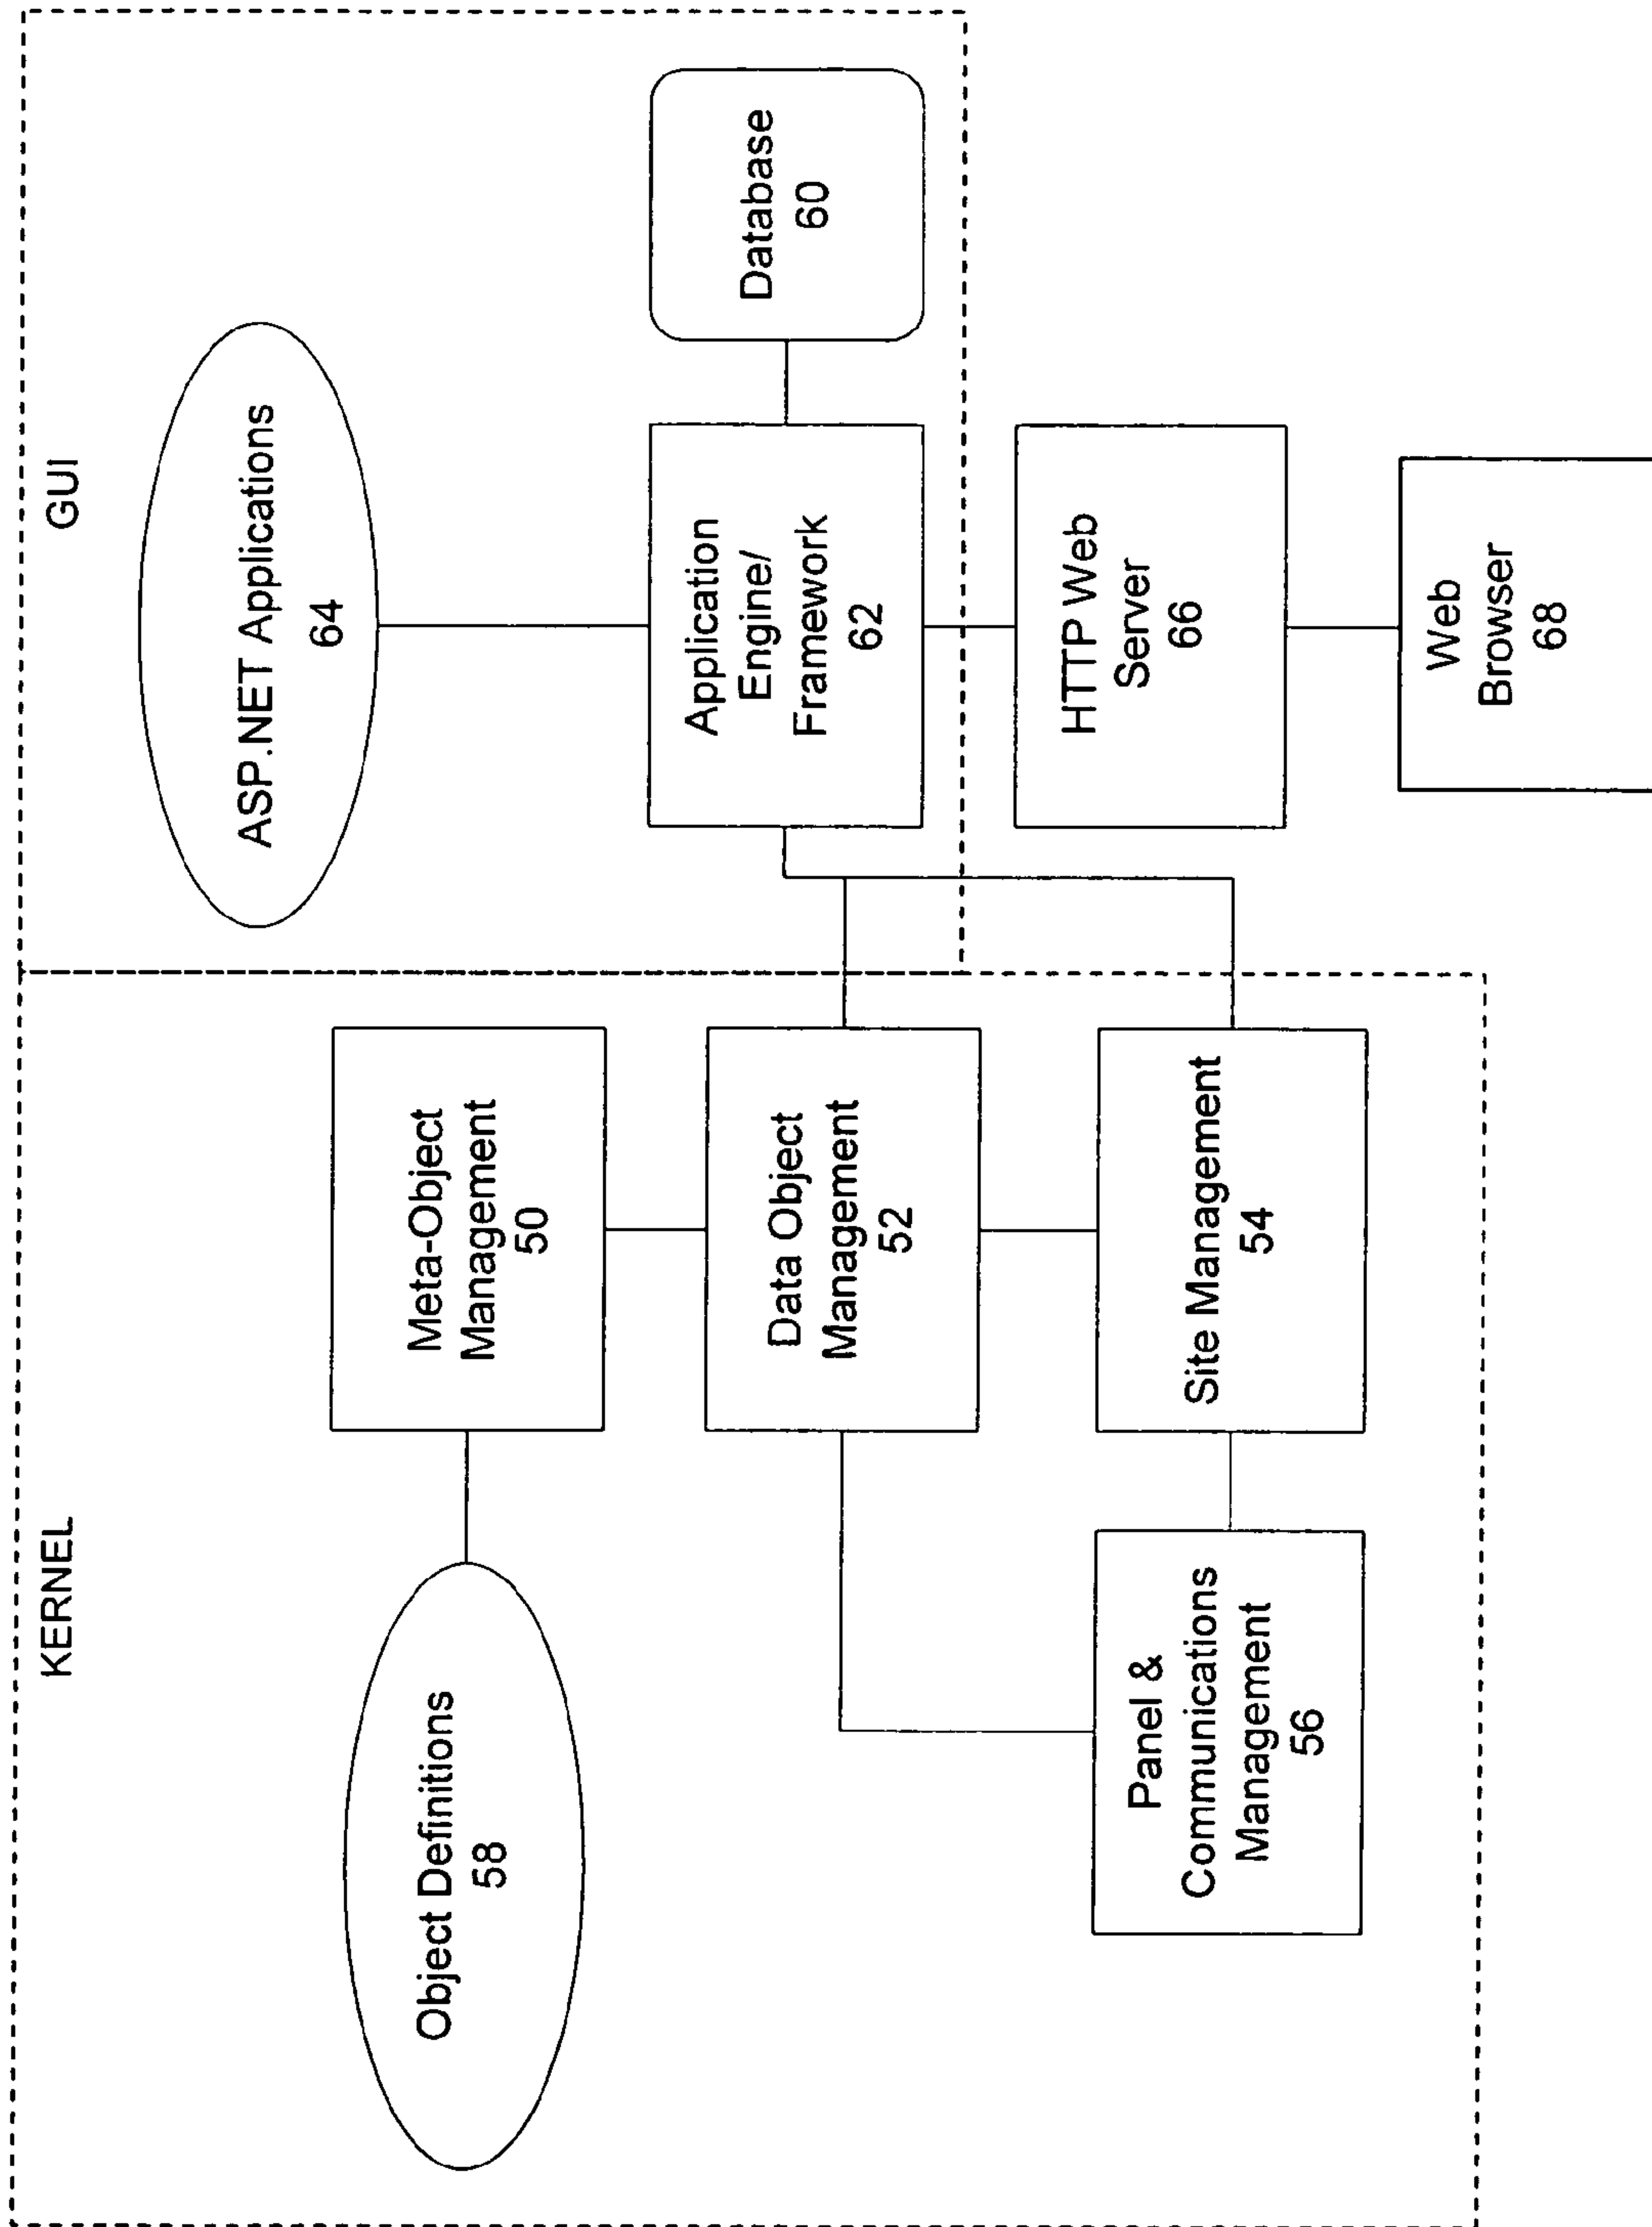 KERNEL
GUI
Object Definitions
58
Meta-Object
Management
50
Data Object
Management
52
Site Management
54
Panel &
Communications
Management
56
ASP.NET Applications
64
Application
Engine/
Framework
62
Database
60
HTTP Web
Server
66
Web
Browser
68